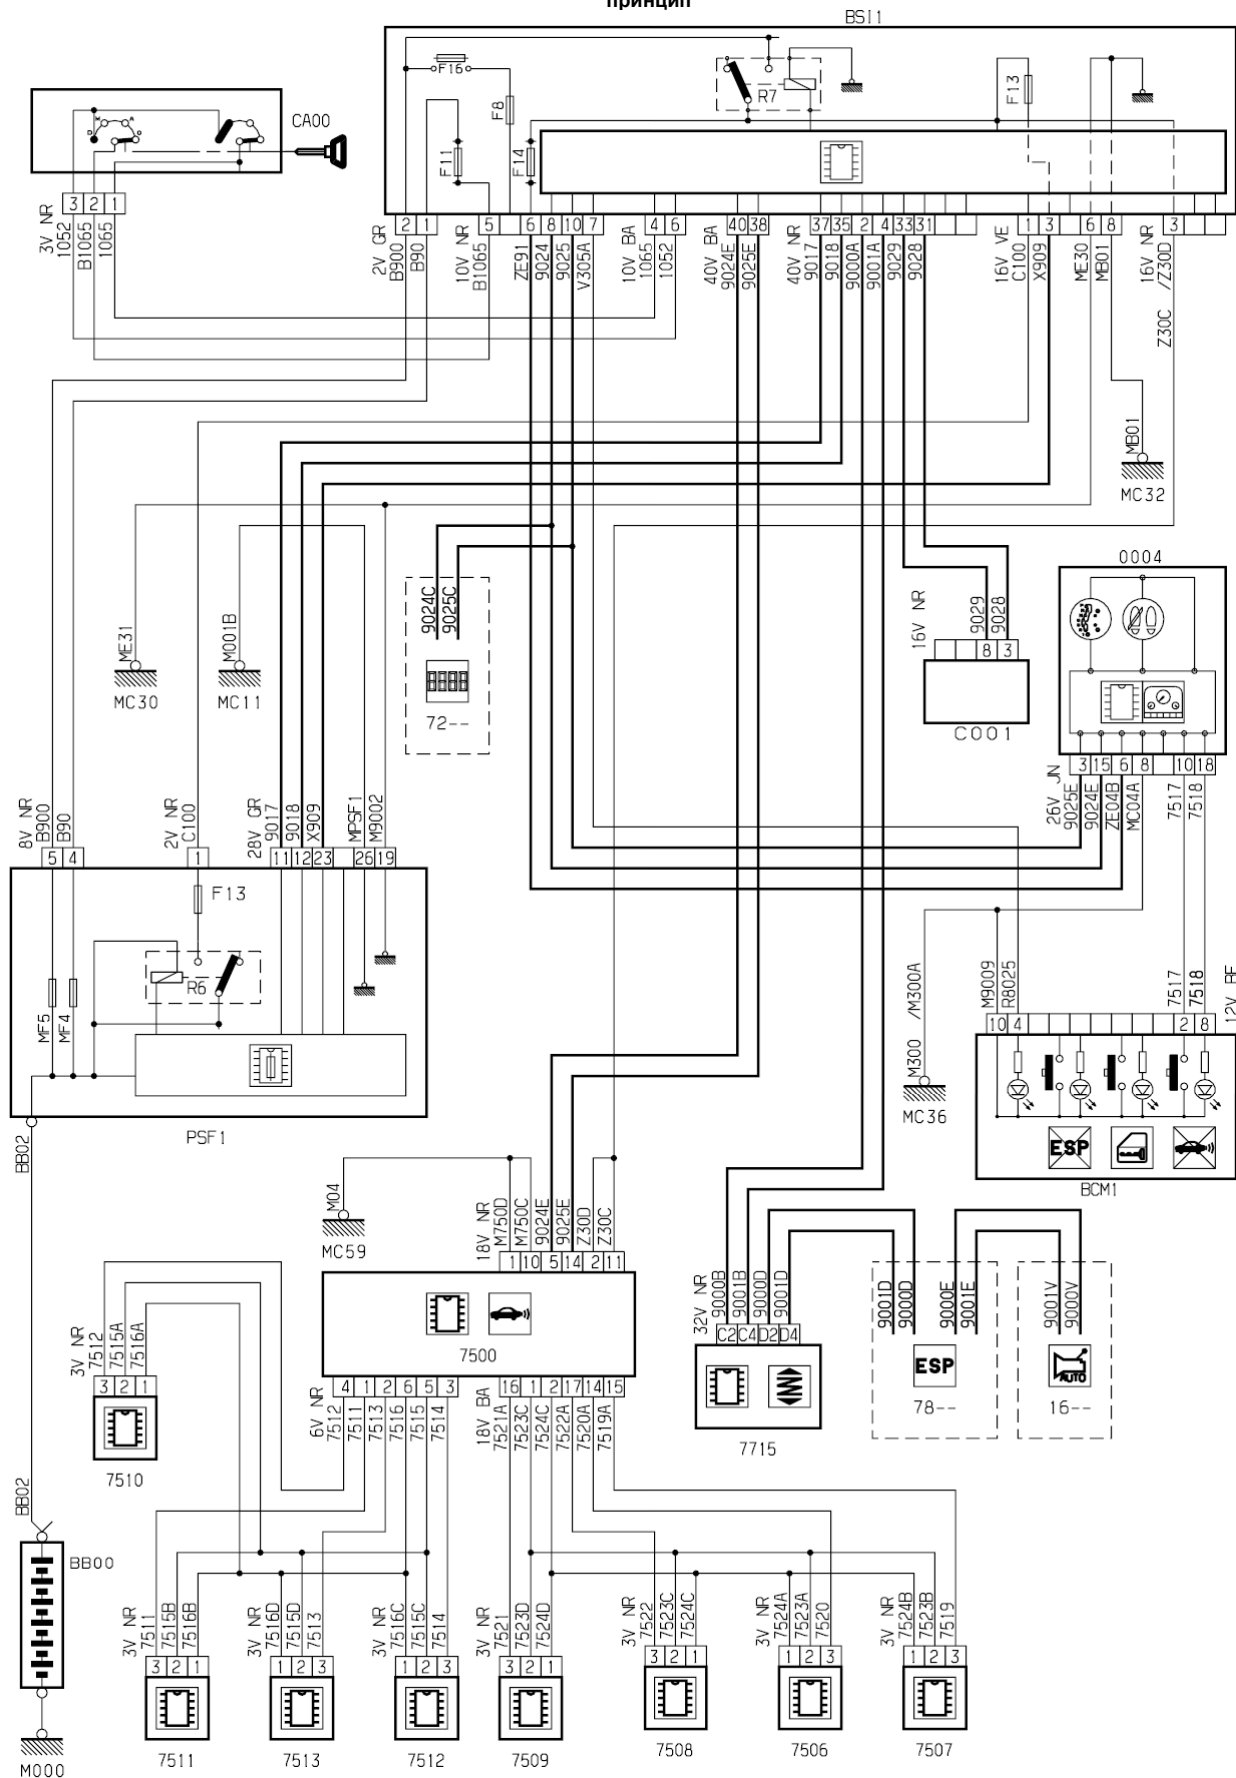 принцип
BSI1
F16
F8
R7
F13
F11
F14
CA00
M
A
D
3 2 1
3V NR
1052
B1065
1065
2 1
5
6 8 10 7
4 6
40 38
37 35 2 4 33 31
1 3
6 8
3
2V GR
B900
B90
10V NR
B1065
ZE91
9024
9025
V305A
10V BA
1065
1052
40V BA
9024E
9025E
40V NR
9017
9018
9000A
9001A
9029
9028
16V VE
C100
X909
ME30
MB01
16V NR
Z30C /Z30D
MB01
MC32
ME31
MC30
M001B
MC11
9024C
9025C
72--
16V NR
9029
9028
8 3
C001
0004
3 15 6 8 10 18
26V JN
9025E
9024E
ZE04B
MC04A
7517
7518
8V NR
B900
B90
2V NR
C100
28V GR
9017
9018
X909
MPSF1
M9002
5 4
1
11 12 23 26 19
F13
R6
MF5
MF4
PSF1
M300 /M300A
MC36
M9009
R8025
7517
7518
12V RF
10 4 2 8
ESP
BCM1
BB02
M04
MC59
18V NR
M750D
M750C
9024E
9025E
Z30D
Z30C
1 10 5 14 2 11
7500
3V NR
7512
7515A
7516A
3 2 1
7510
4 1 2 6 5 3
16 1 2 17 14 15
6V NR
7512
7511
7513
7516
7515
7514
18V BA
7521A
7523C
7524C
7522A
7520A
7519A
32V NR
9000B
9001B
9000D
9001D
C2 C4 D2 D4
7715
9001D
9000D
9000E
9001E
ESP
78--
9001V
9000V
AUTO
16--
BB02
BB00
M000
3V NR
7511
7515B
7516B
3 2 1
7511
3V NR
7516D
7515D
7513
1 2 3
7513
3V NR
7516C
7515C
7514
1 2 3
7512
3V NR
7521
7523D
7524D
3 2 1
7509
3V NR
7522
7523C
7524C
3 2 1
7508
3V NR
7524A
7523A
7520
1 2 3
7506
3V NR
7524B
7523B
7519
1 2 3
7507